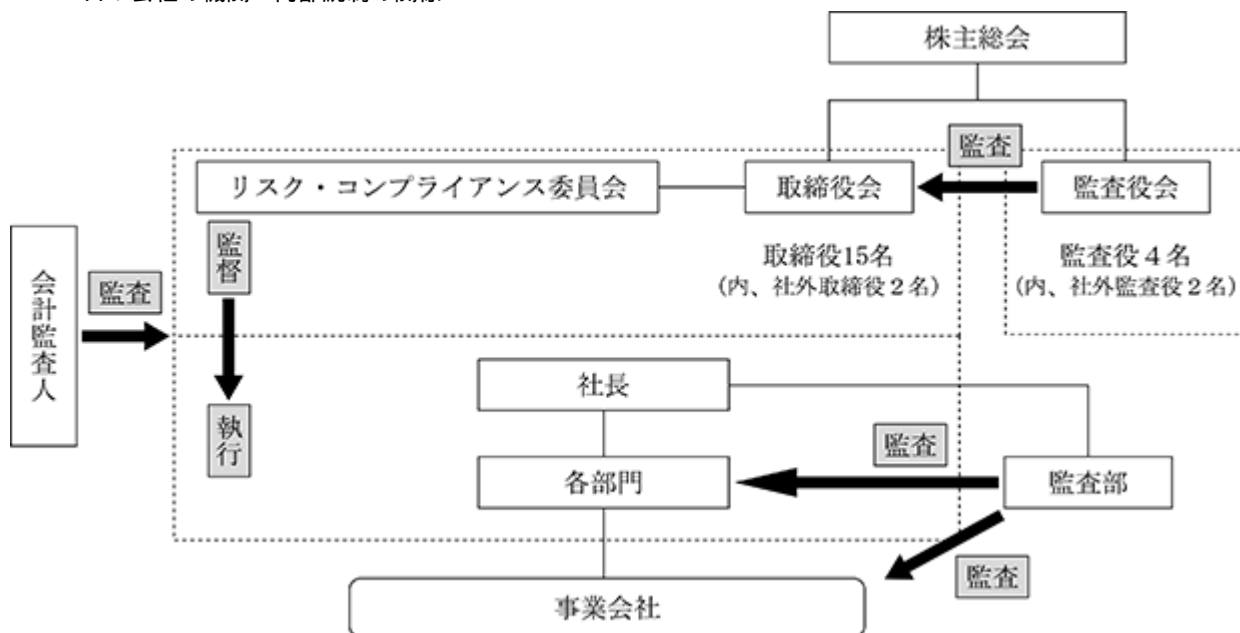 株主総会
監査
リスク・コンプライアンス委員会
取締役会
監査役会
取締役15名
(内、社外取締役2名)
監査役4名
(内、社外監査役2名)
会計監査人
監査
監督
執行
社長
監査
各部門
監査部
監査
事業会社